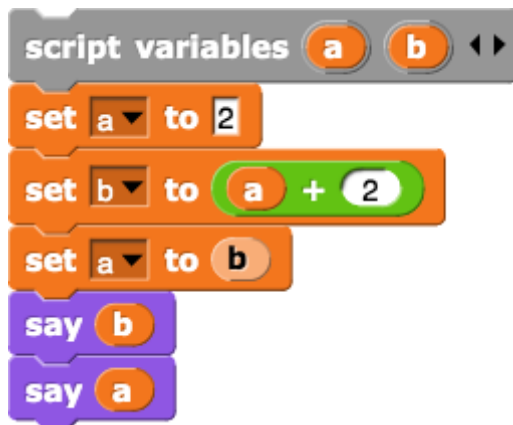 script variables a b
set a to 2
set b to a + 2
set a to b
say b
say a